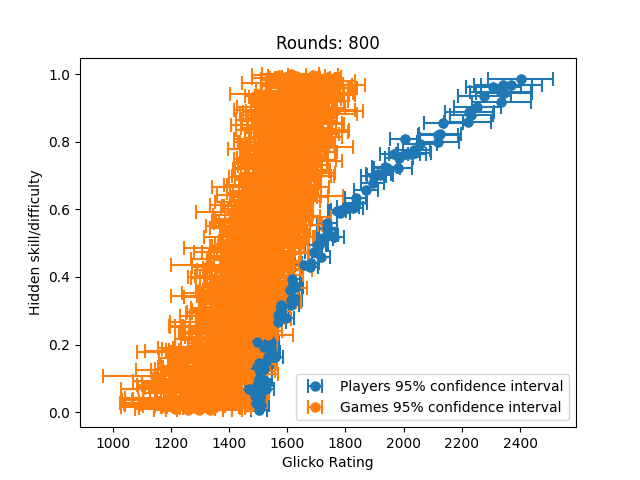 Rounds: 800
1.0
0.8
0.6
0.4
0.2
0.0
Hidden skill/difficulty
Players 95% confidence interval
Games 95% confidence interval
1000 1200 1400 1600 1800 2000 2200 2400
Glicko Rating